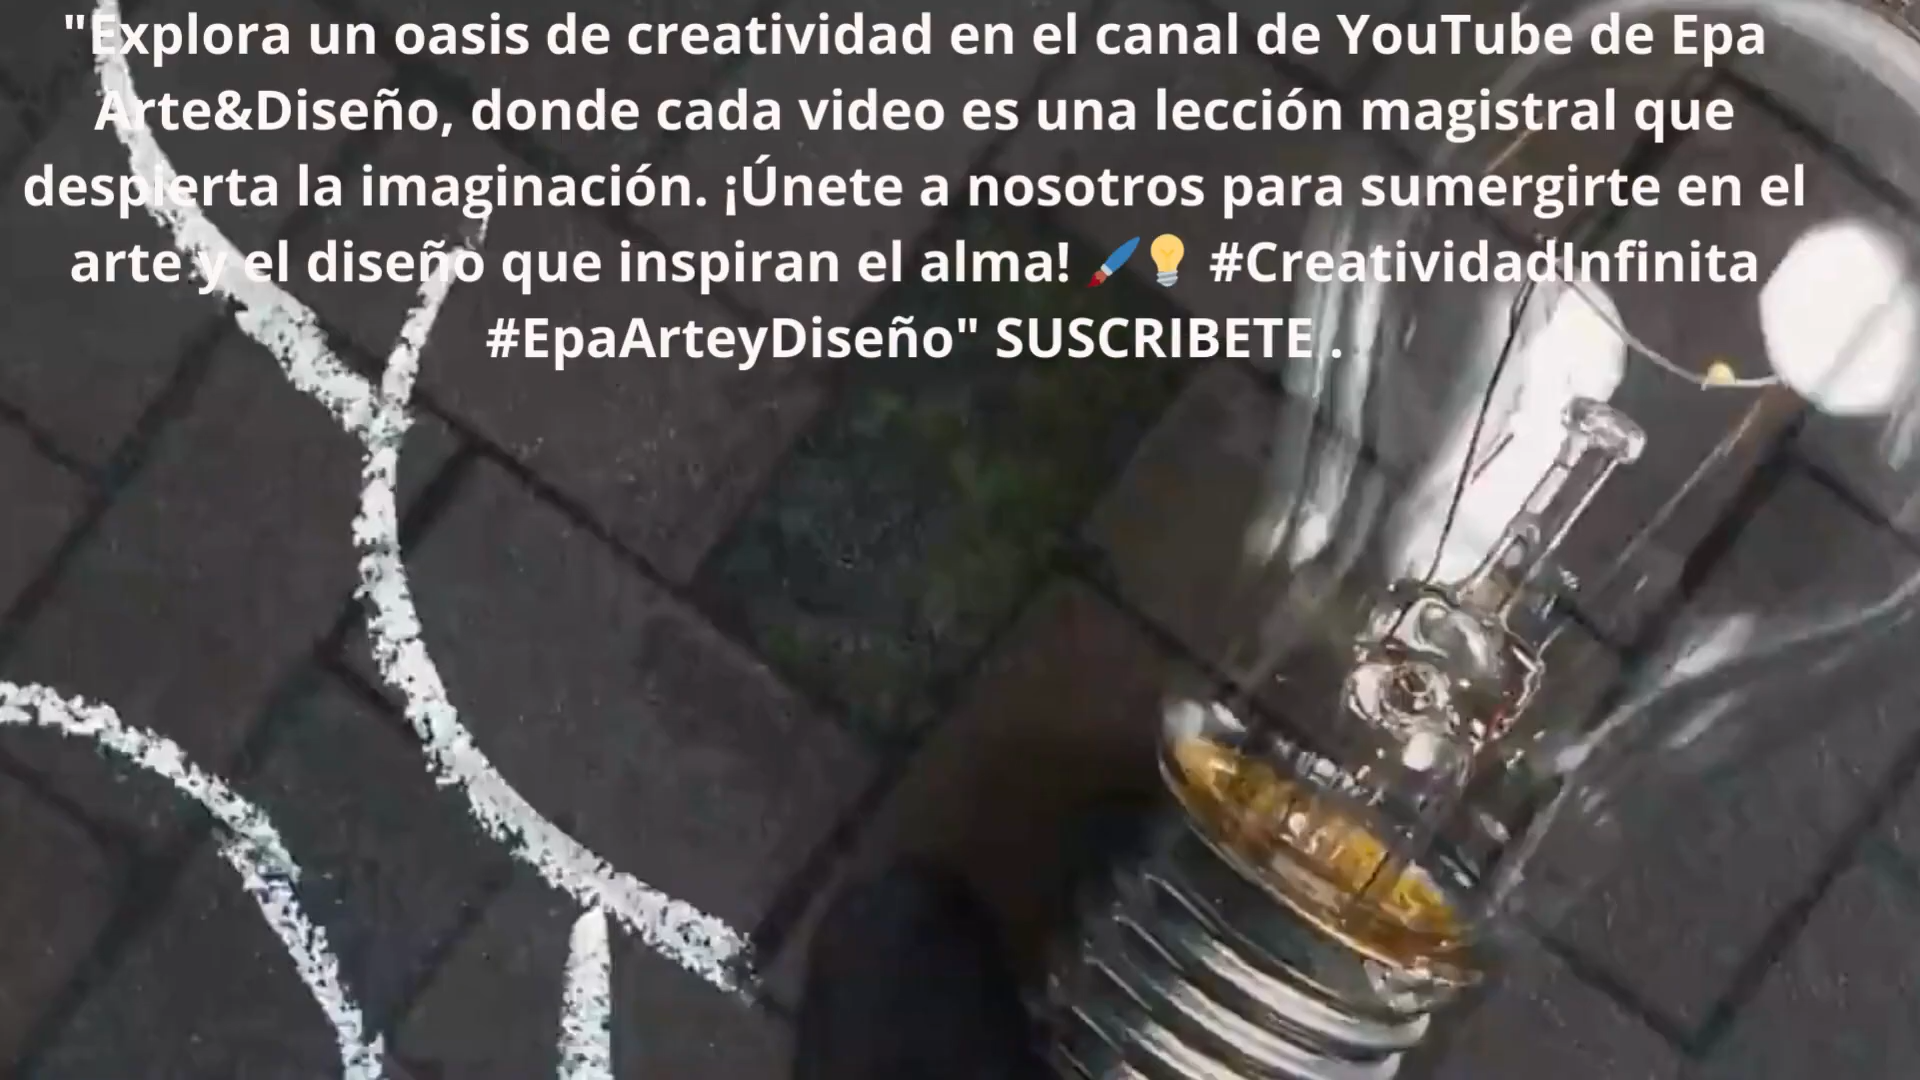 "Explora un oasis de creatividad en el canal de YouTube de Epa
Arte&Diseño, donde cada video es una lección magistral que
despierta la imaginación. ¡Únete a nosotros para sumergirte en el
arte y el diseño que inspiran el alma! 🖌️💡 #CreatividadInfinita
#EpaArteyDiseño" SUSCRIBETE .